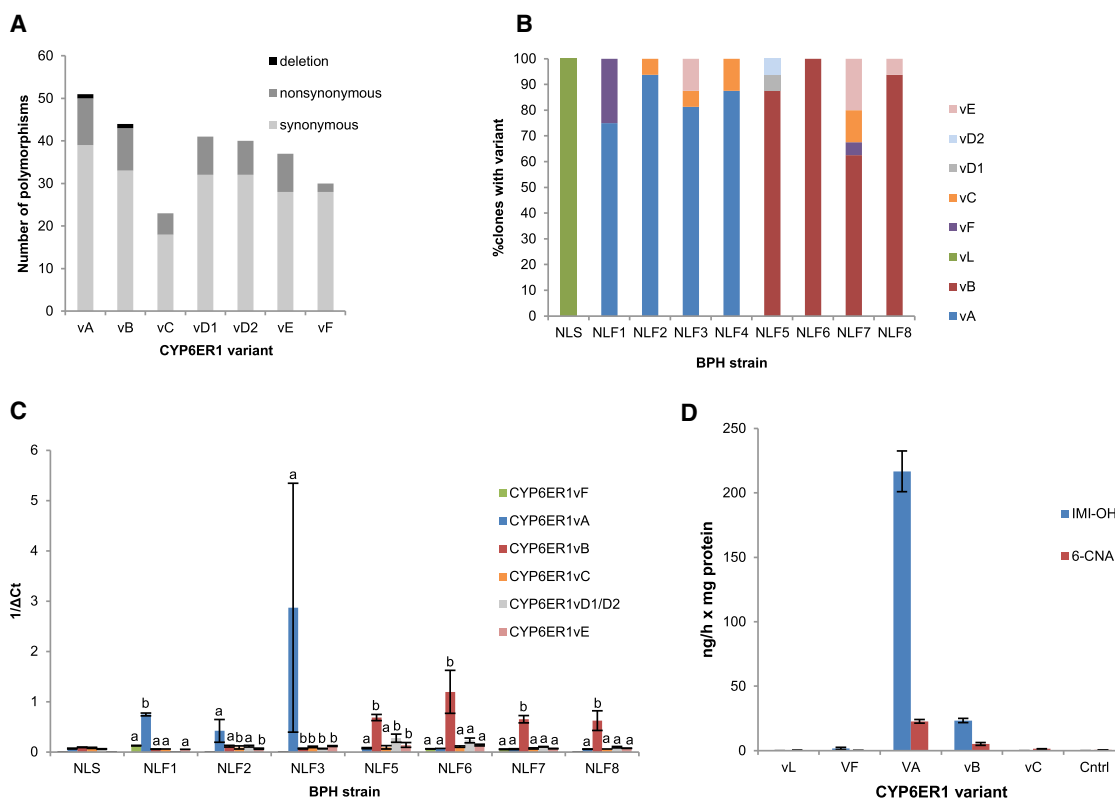 A
Number of polymorphisms
60
50
40
30
20
10
0
deletion
nonsynonymous
synonymous
vA vB vC vD1 vD2 vE vF
CYP6ER1 variant
B
%clones with variant
100
90
80
70
60
50
40
30
20
10
0
NLS NLF1 NLF2 NLF3 NLF4 NLF5 NLF6 NLF7 NLF8
BPH strain
vE
vD2
vD1
vC
vF
vL
vB
vA
C
1/ΔCt
6
5
4
3
2
1
0
a b a a a
a a b a b b
a b b b b
a b a b a
a a b a a a
a a b a a a
a b a a a
CYP6ER1vF
CYP6ER1vA
CYP6ER1vB
CYP6ER1vC
CYP6ER1vD1/D2
CYP6ER1vE
NLS NLF1 NLF2 NLF3 NLF5 NLF6 NLF7 NLF8
BPH strain
D
ng/h x mg protein
250
200
150
100
50
0
IMI-OH
6-CNA
vL VF VA vB vC Cntrl
CYP6ER1 variant